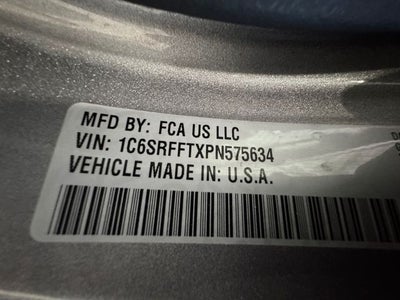 MFD BY: FCA US LLC
VIN: 1C6SRFFTXPN575634
VEHICLE MADE IN: U.S.A.